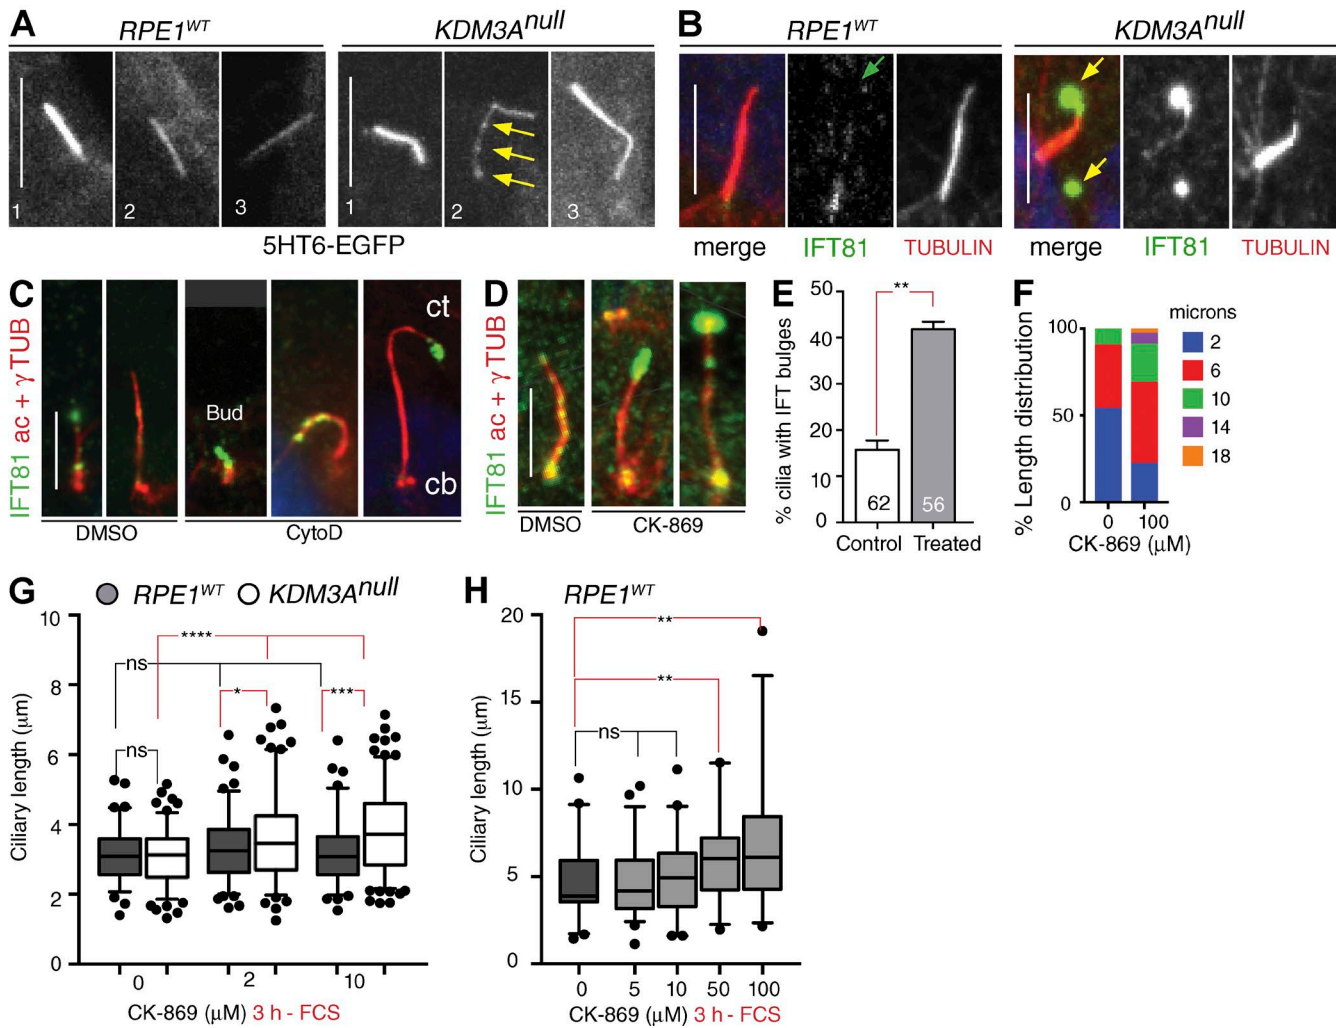 A
RPE1WT
KDM3Anull
1
2
3
1
2
3
5HT6-EGFP
B
RPE1WT
KDM3Anull
merge
IFT81
TUBULIN
merge
IFT81
TUBULIN
C
IFT81 ac + γ TUB
Bud
ct
cb
DMSO
CytoD
D
IFT81 ac + γ TUB
DMSO
CK-869
E
% cilia with IFT bulges
50
40
30
20
10
0
**
62
56
Control
Treated
F
% Length distribution
100
50
0
0
100
CK-869 (μM)
microns
2
6
10
14
18
G
RPE1WT
KDM3Anull
Ciliary length (μm)
10
8
6
4
2
0
****
ns
*
***
ns
0
2
10
CK-869 (μM) 3 h - FCS
H
RPE1WT
Ciliary length (μm)
20
15
10
5
0
**
**
ns
0
5
10
50
100
CK-869 (μM)